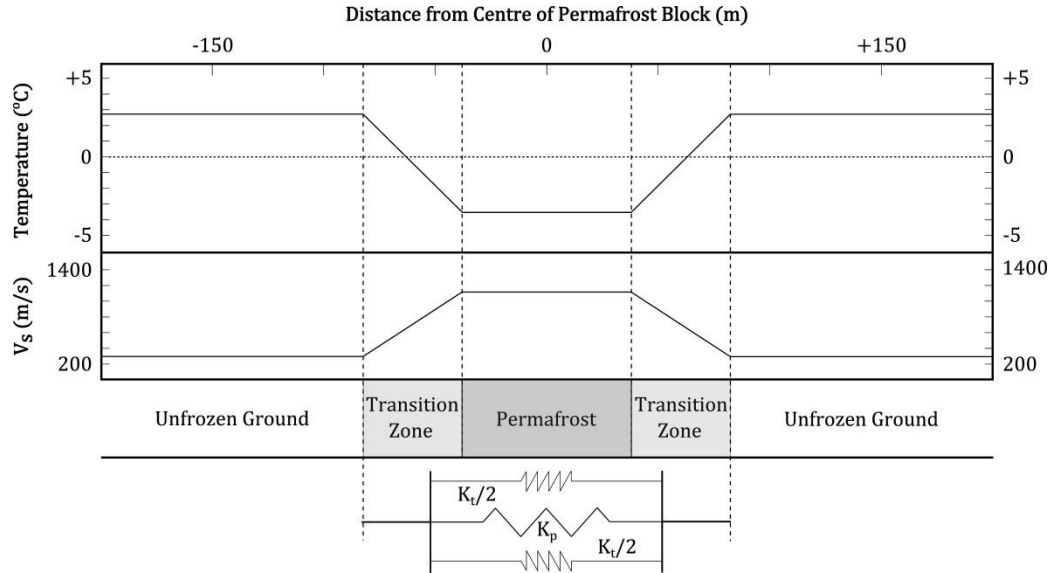 Distance from Centre of Permafrost Block (m)
-150 0 +150
Temperature (°C)
+5 +5
0 0
-5 -5
Vs (m/s)
1400 1400
200 200
Unfrozen Ground
Transition
Zone
Permafrost
Transition
Zone
Unfrozen Ground
Kt/2
Kp
Kt/2